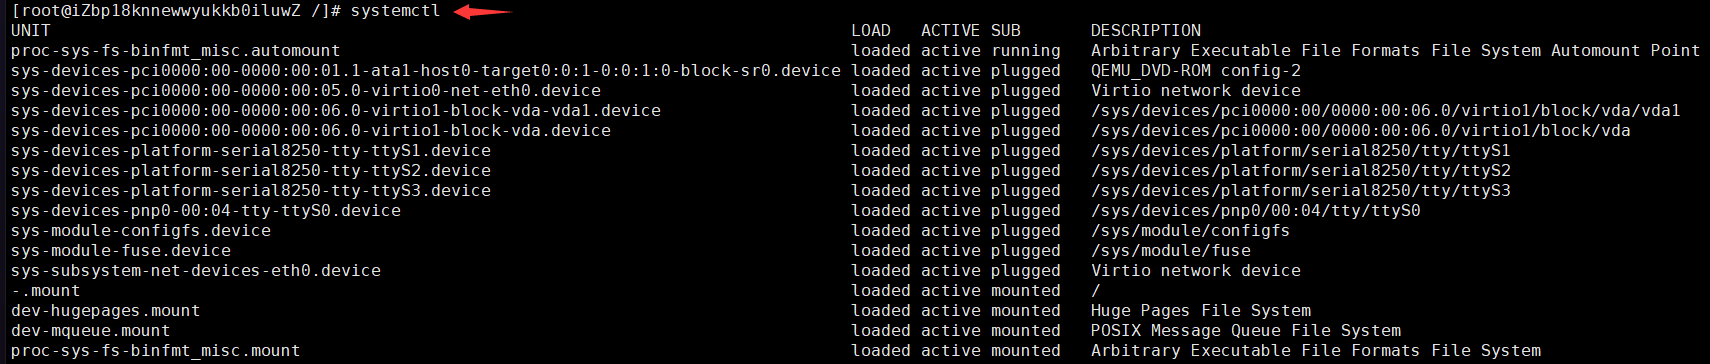 [root@iZbp18knnewwyukkb0iluwZ /]# systemctl
UNIT LOAD ACTIVE SUB DESCRIPTION
proc-sys-fs-binfmt_misc.automount loaded active running Arbitrary Executable File Formats File System Automount Point
sys-devices-pci0000:00-0000:00:01.1-ata1-host0-target0:0:1-0:0:1:0-block-sr0.device loaded active plugged QEMU_DVD-ROM config-2
sys-devices-pci0000:00-0000:00:05.0-virtio0-net-eth0.device loaded active plugged Virtio network device
sys-devices-pci0000:00-0000:00:06.0-virtio1-block-vda-vda1.device loaded active plugged /sys/devices/pci0000:00/0000:00:06.0/virtio1/block/vda/vda1
sys-devices-pci0000:00-0000:00:06.0-virtio1-block-vda.device loaded active plugged /sys/devices/pci0000:00/0000:00:06.0/virtio1/block/vda
sys-devices-platform-serial8250-tty-ttyS1.device loaded active plugged /sys/devices/platform/serial8250/tty/ttyS1
sys-devices-platform-serial8250-tty-ttyS2.device loaded active plugged /sys/devices/platform/serial8250/tty/ttyS2
sys-devices-platform-serial8250-tty-ttyS3.device loaded active plugged /sys/devices/platform/serial8250/tty/ttyS3
sys-devices-pnp0-00:04-tty-ttyS0.device loaded active plugged /sys/devices/pnp0/00:04/tty/ttyS0
sys-module-configfs.device loaded active plugged /sys/module/configfs
sys-module-fuse.device loaded active plugged /sys/module/fuse
sys-subsystem-net-devices-eth0.device loaded active plugged Virtio network device
-.mount loaded active mounted /
dev-hugepages.mount loaded active mounted Huge Pages File System
dev-mqueue.mount loaded active mounted POSIX Message Queue File System
proc-sys-fs-binfmt_misc.mount loaded active mounted Arbitrary Executable File Formats File System